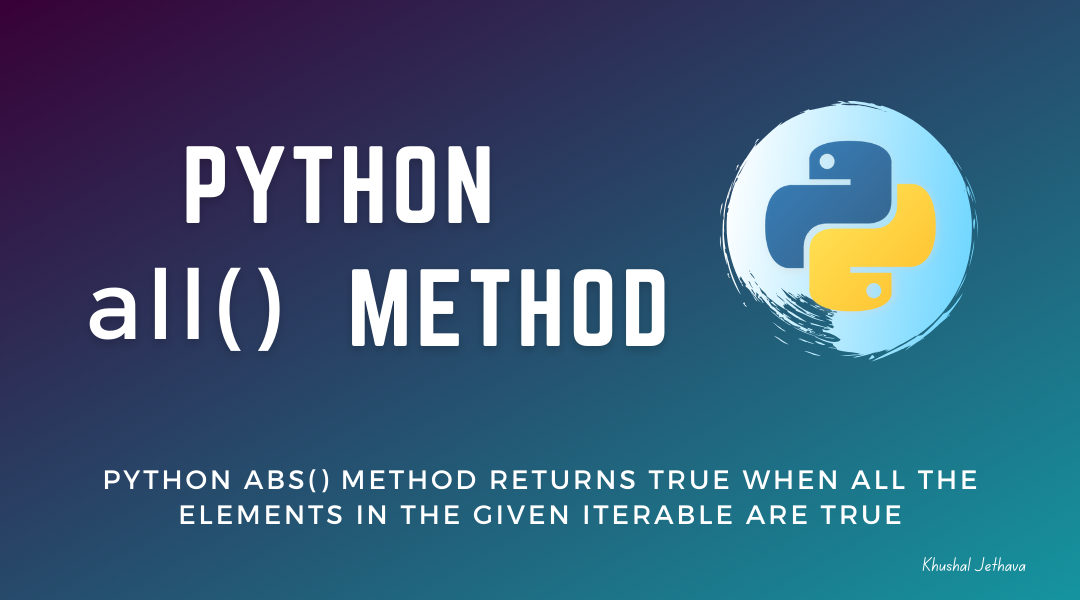 PYTHON
all() METHOD
PYTHON ABS() METHOD RETURNS TRUE WHEN ALL THE
ELEMENTS IN THE GIVEN ITERABLE ARE TRUE
Khushal Jethava